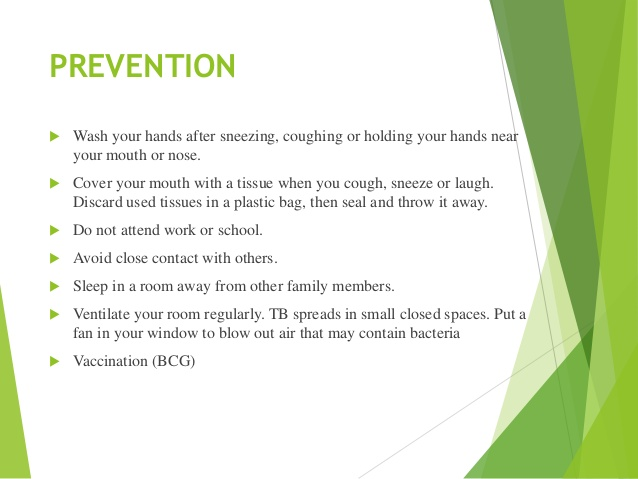 PREVENTION
Wash your hands after sneezing, coughing or holding your hands near
your mouth or nose.
Cover your mouth with a tissue when you cough, sneeze or laugh.
Discard used tissues in a plastic bag, then seal and throw it away.
Do not attend work or school.
Avoid close contact with others.
Sleep in a room away from other family members.
Ventilate your room regularly. TB spreads in small closed spaces. Put a
fan in your window to blow out air that may contain bacteria
Vaccination (BCG)